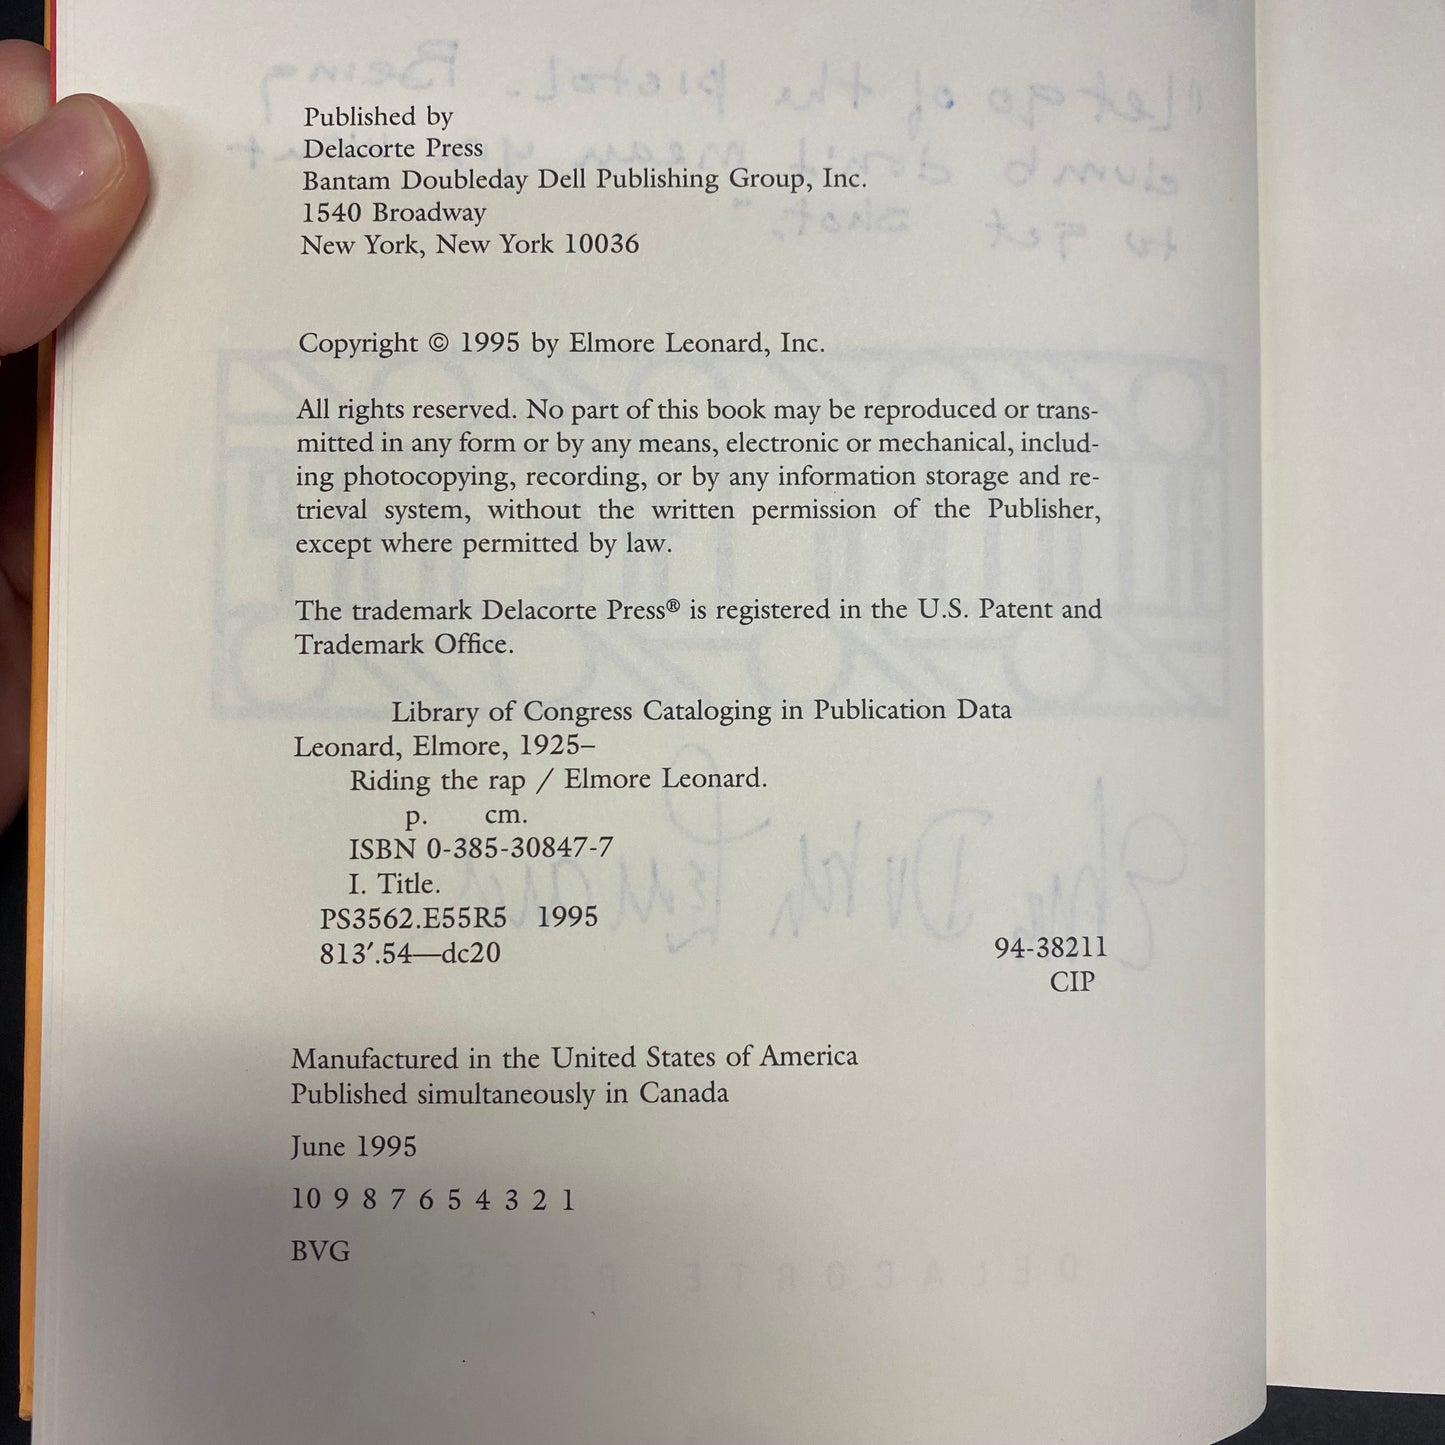 Published by
Delacorte Press
Bantam Doubleday Dell Publishing Group, Inc.
1540 Broadway
New York, New York 10036
Copyright © 1995 by Elmore Leonard, Inc.
All rights reserved. No part of this book may be reproduced or trans-
mitted in any form or by any means, electronic or mechanical, includ-
ing photocopying, recording, or by any information storage and re-
trieval system, without the written permission of the Publisher,
except where permitted by law.
The trademark Delacorte Press® is registered in the U.S. Patent and
Trademark Office.
Library of Congress Cataloging in Publication Data
Leonard, Elmore, 1925–
Riding the rap / Elmore Leonard.
p. cm.
ISBN 0-385-30847-7
I. Title.
PS3562.E55R5 1995
813′.54—dc20
94-38211
CIP
Manufactured in the United States of America
Published simultaneously in Canada
June 1995
10 9 8 7 6 5 4 3 2 1
BVG